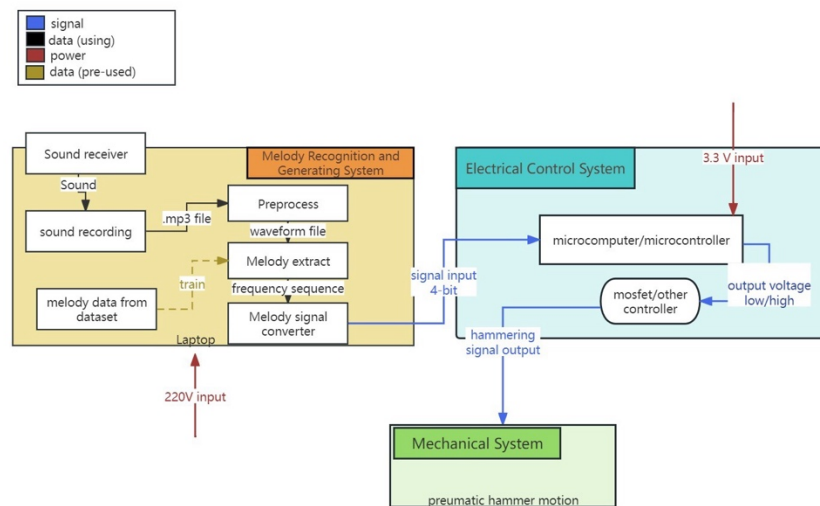 signal
data (using)
power
data (pre-used)
Sound receiver
Melody Recognition and
Generating System
Sound
sound recording
.mp3 file
Preprocess
waveform file
Melody extract
train
frequency sequence
melody data from
dataset
Melody signal
converter
Laptop
220V input
Electrical Control System
3.3 V input
microcomputer/microcontroller
signal input
4-bit
output voltage
low/high
mosfet/other
controller
hammering
signal output
Mechanical System
preumatic hammer motion